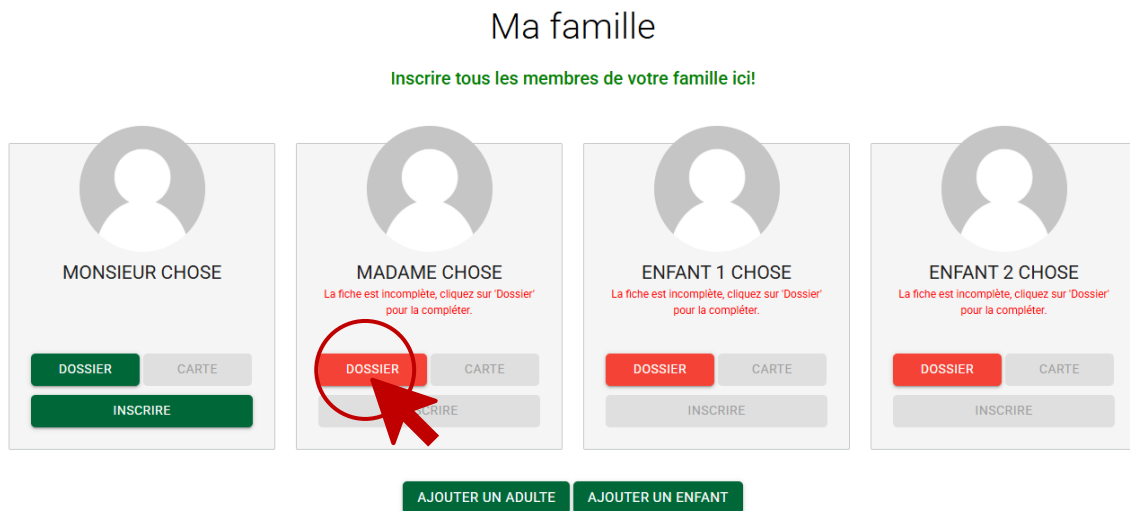 Ma famille
Inscrire tous les membres de votre famille ici!
MONSIEUR CHOSE
DOSSIER
CARTE
INSCRIRE
MADAME CHOSE
La fiche est incomplète, cliquez sur 'Dossier'
pour la compléter.
DOSSIER
CARTE
CRIRE
ENFANT 1 CHOSE
La fiche est incomplète, cliquez sur 'Dossier'
pour la compléter.
DOSSIER
CARTE
INSCRIRE
ENFANT 2 CHOSE
La fiche est incomplète, cliquez sur 'Dossier'
pour la compléter.
DOSSIER
CARTE
INSCRIRE
AJOUTER UN ADULTE
AJOUTER UN ENFANT